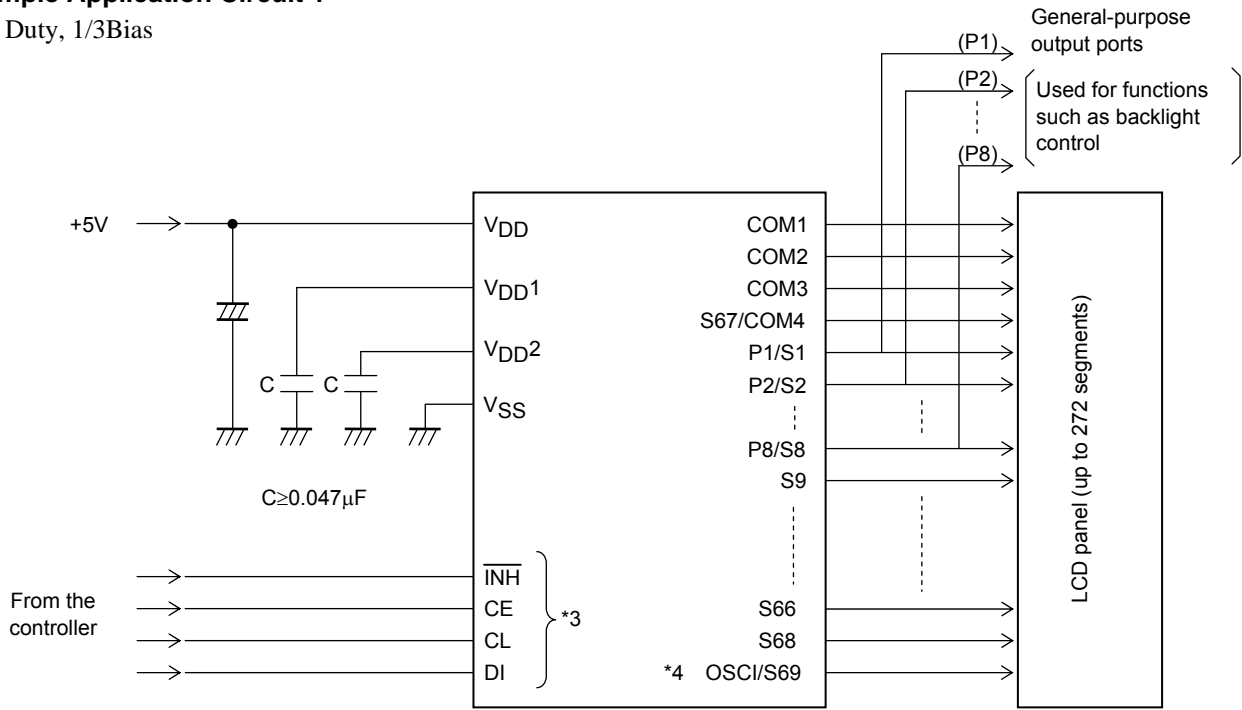 Duty, 1/3Bias
General-purpose
output ports
(P1)
(P2)
Used for functions
such as backlight
control
(P8)
+5V
VDD
VDD1
VDD2
VSS
C
C
C≥0.047μF
From the
controller
INH
CE
CL
DI
*3
COM1
COM2
COM3
S67/COM4
P1/S1
P2/S2
P8/S8
S9
S66
S68
*4 OSCI/S69
LCD panel (up to 272 segments)